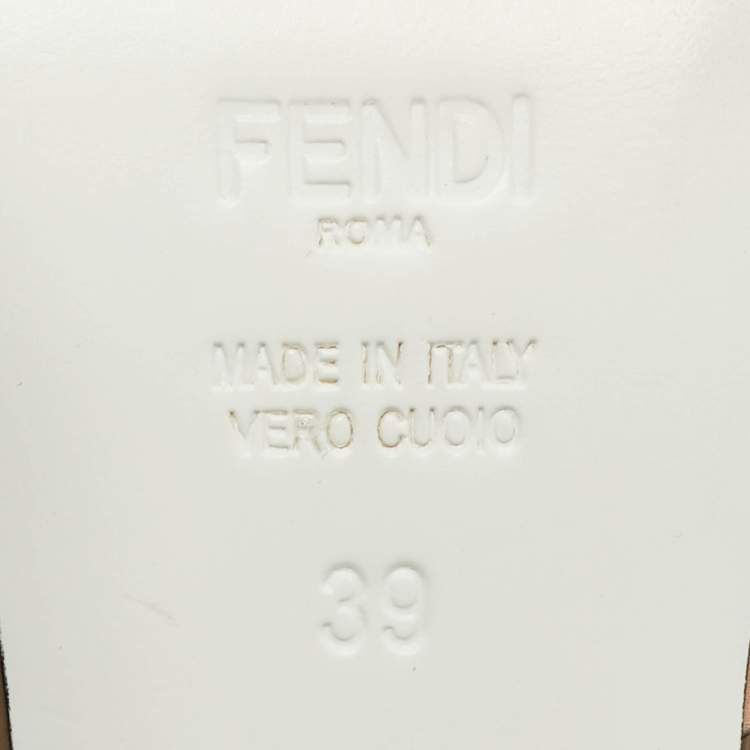 FENDI
ROMA
MADE IN ITALY
VERO CUOIO
39